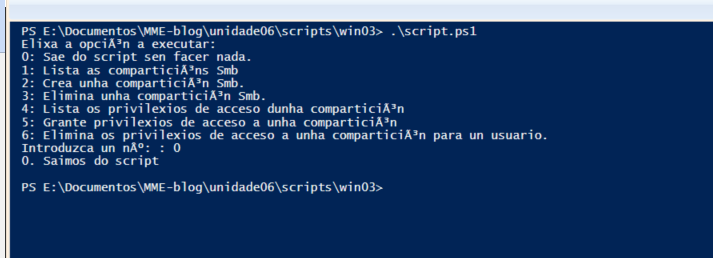 PS E:\Documentos\MME-blog\unidade06\scripts\win03> .\script.ps1
Elixa a opciÃ³n a executar:
0: Sae do script sen facer nada.
1: Lista as comparticiÃ³ns Smb
2: Crea unha comparticiÃ³n Smb.
3: Elimina unha comparticiÃ³n Smb.
4: Lista os privilexios de acceso dunha comparticiÃ³n
5: Grante privilexios de acceso a unha comparticiÃ³n
6: Elimina os privilexios de acceso a unha comparticiÃ³n para un usuario.
Introduzca un nÂº: : 0
0. Saimos do script
PS E:\Documentos\MME-blog\unidade06\scripts\win03>